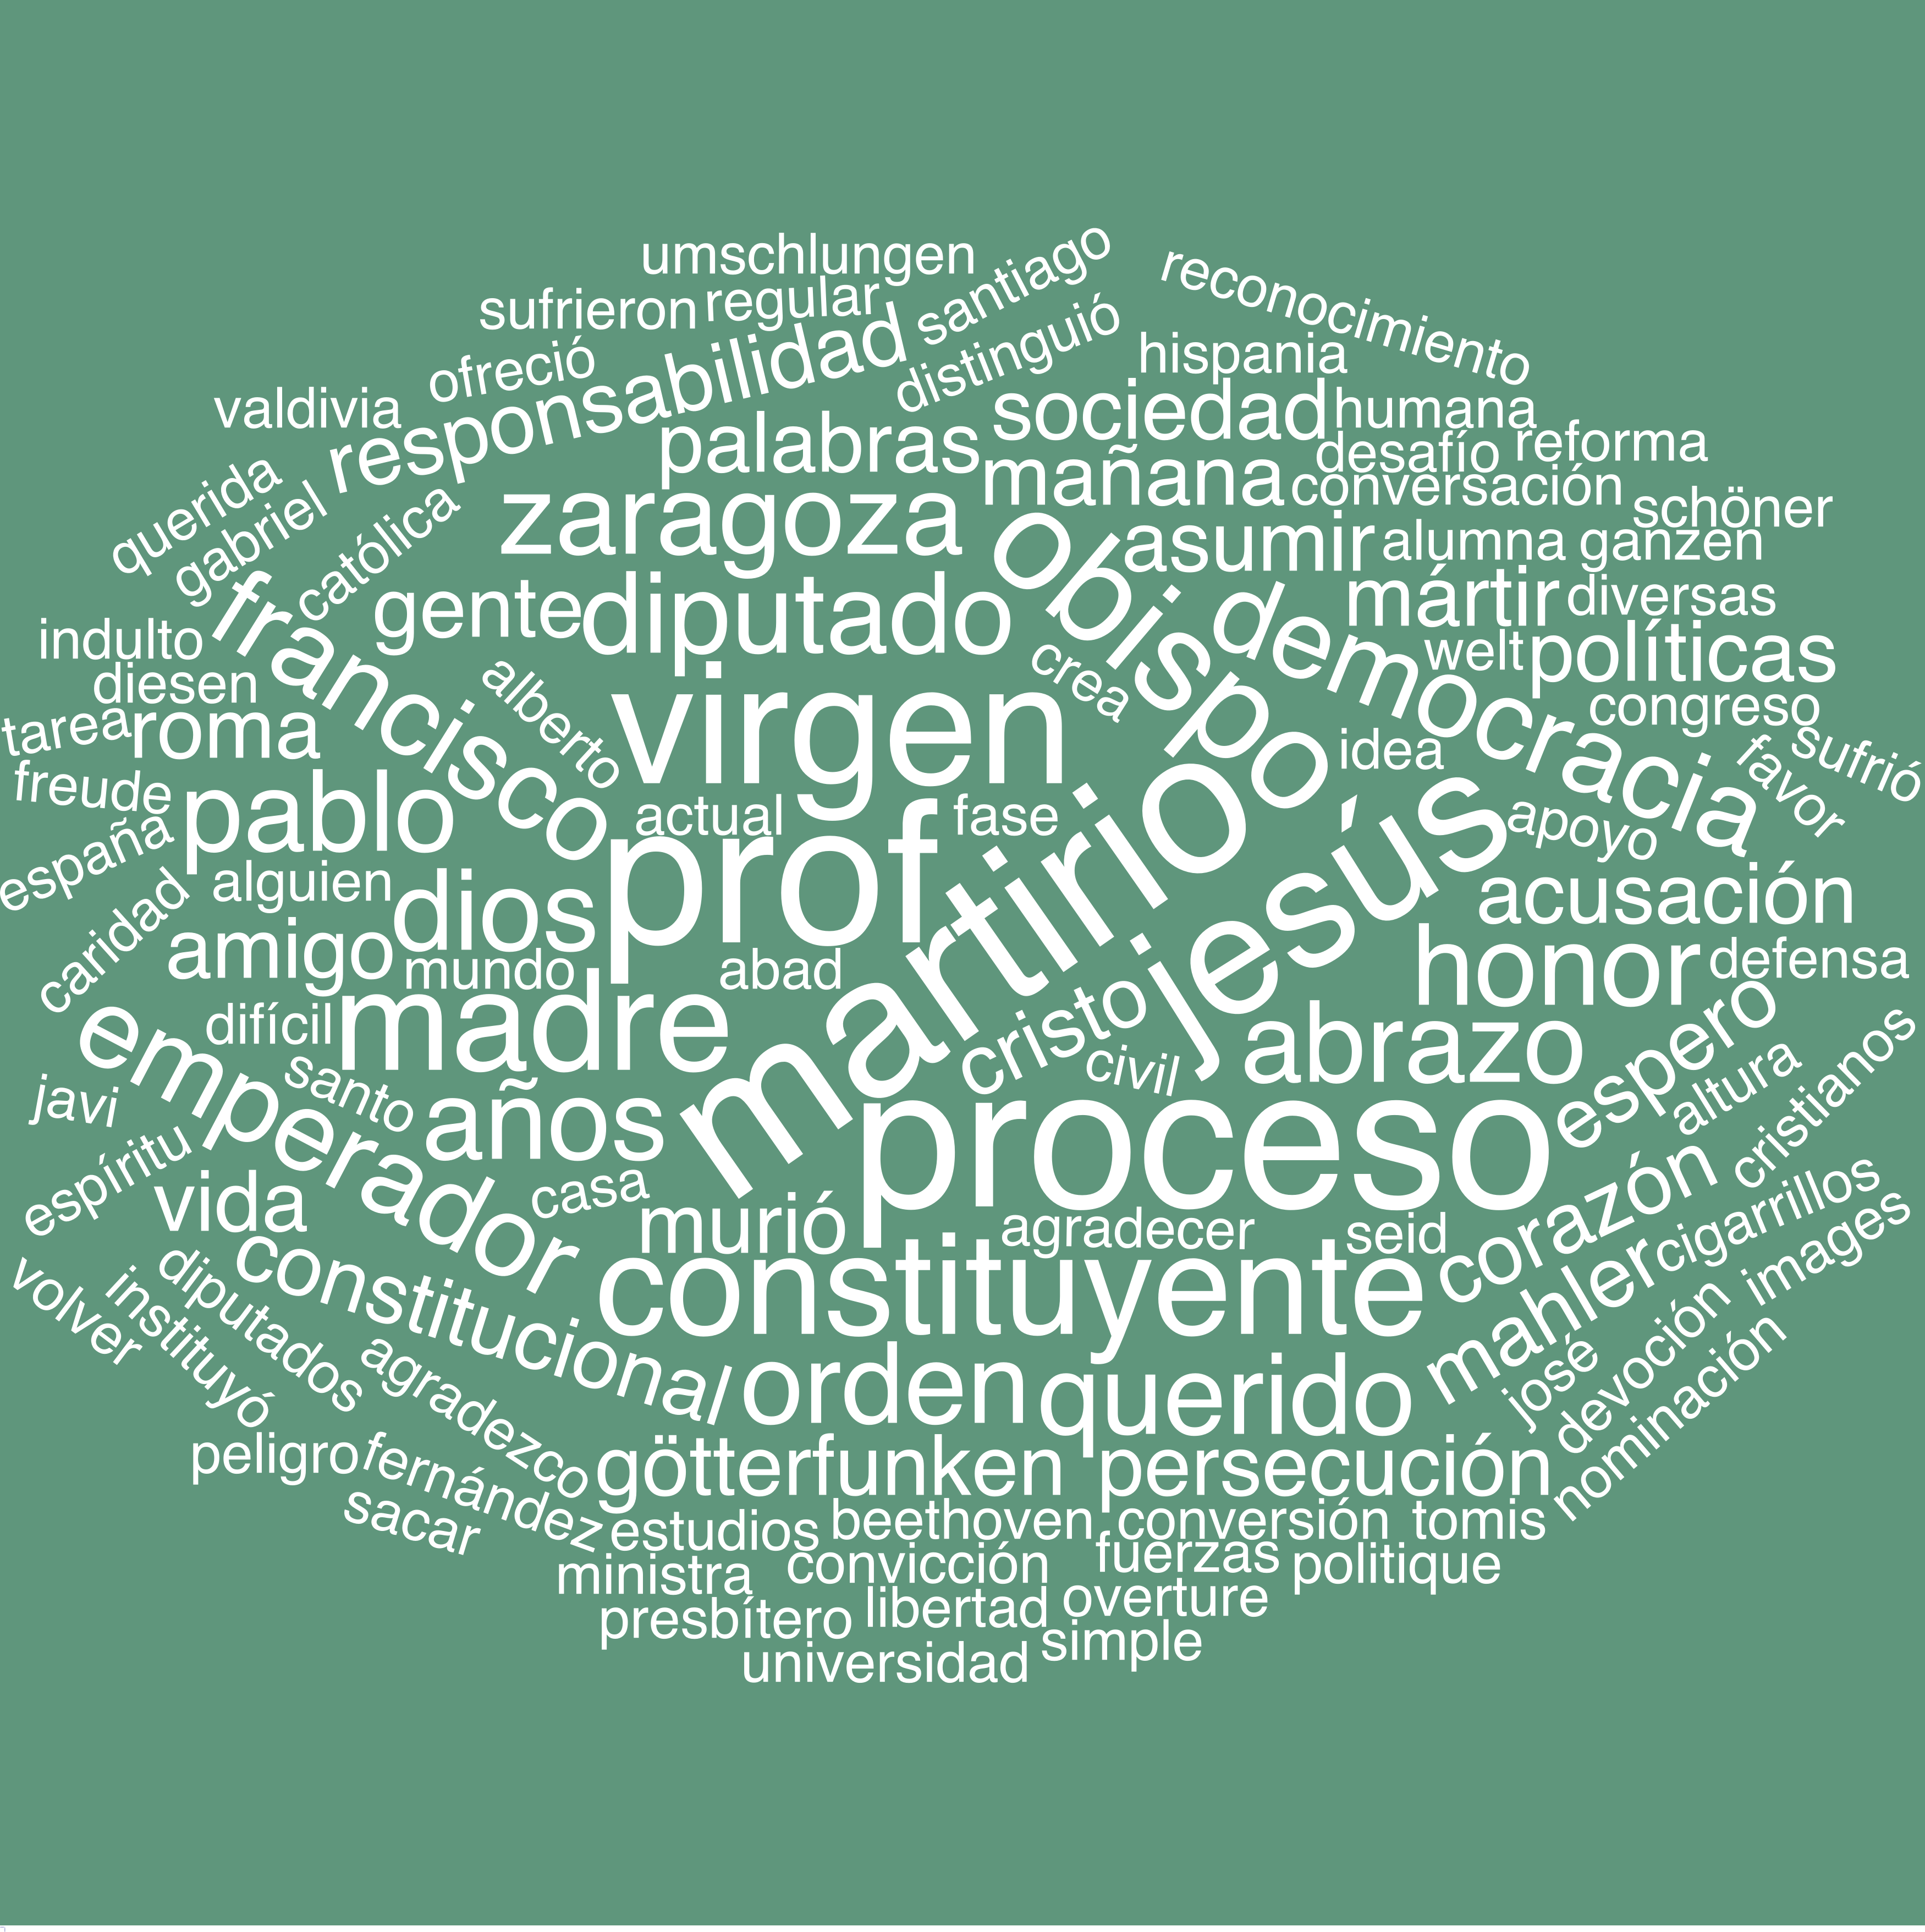 umschlungen
santiago
reconocimiento
sufrieron
regular
ofreció
responsabilidad
distinguió
hispania
valdivia
palabras
sociedad
humana
desafío
reforma
querida
gabriel
católica
zaragoza
mañana
conversación
schöner
obispo
asumir
alumna
ganzen
francisco
gente
diputado
democracia
mártir
diversas
indulto
diesen
alberto
virgen
crea
welt
políticas
tarea
roma
idea
congreso
favor
sufrió
freude
pablo
actual
prof
fase
martirio
jesús
apoyo
españa
alguien
dios
acusación
caridad
amigo
mundo
abad
honor
defensa
emperador
difícil
madre
cristo
civil
abrazo
espero
altura
cristianos
javi
santo
años
proceso
espíritu
vida
casa
murió
agradecer
seid
corazón
cigarrillos
volver
instituyó
diputados
constitucional
constituyente
mahler
images
agradezco
orden
querido
josé
devoción
nominación
peligro
fernández
götterfunken
persecución
sacar
estudios
beethoven
conversión
tomis
ministra
convicción
fuerzas
politique
presbítero
libertad
overture
universidad
simple